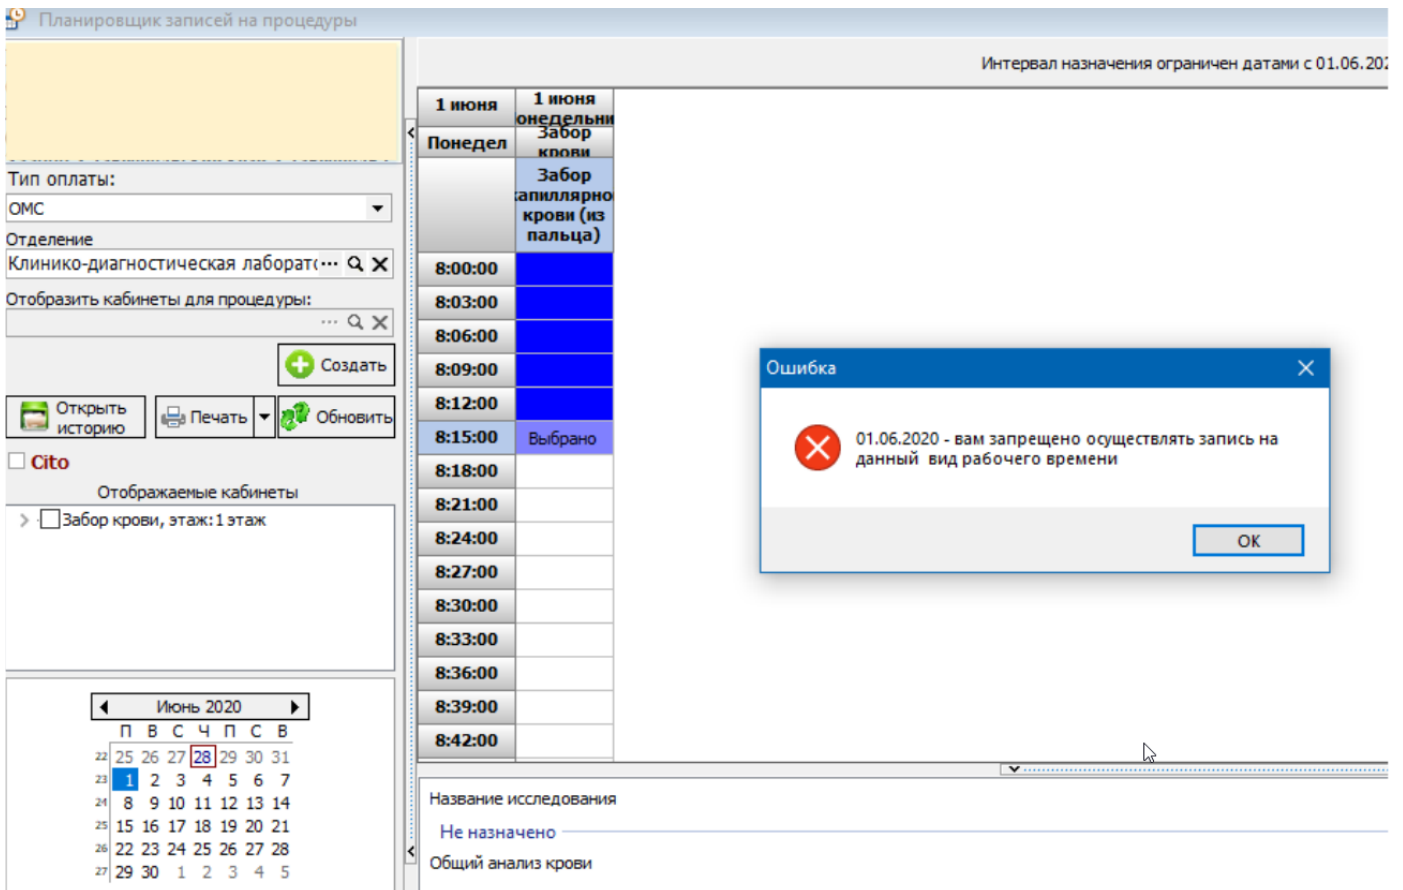 Планировщик записей на процедуры
Тип оплаты:
ОМС
Отделение
Клинико-диагностическая лаборат
Отобразить кабинеты для процедуры:
Создать
Открыть
историю
Печать
Обновить
Cito
Отображаемые кабинеты
Забор крови, этаж:1 этаж
Июнь 2020
П В С Ч П С В
22 25 26 27 28 29 30 31
23 1 2 3 4 5 6 7
24 8 9 10 11 12 13 14
25 15 16 17 18 19 20 21
26 22 23 24 25 26 27 28
27 29 30 1 2 3 4 5
Интервал назначения ограничен датами с 01.06.202
1 июня
1 июня
онедельни
Понедел
Забор
крови
Забор
капиллярно
крови (из
пальца)
8:00:00
8:03:00
8:06:00
8:09:00
8:12:00
8:15:00 Выбрано
8:18:00
8:21:00
8:24:00
8:27:00
8:30:00
8:33:00
8:36:00
8:39:00
8:42:00
Ошибка
01.06.2020 - вам запрещено осуществлять запись на
данный вид рабочего времени
ОК
Название исследования
Не назначено
Общий анализ крови